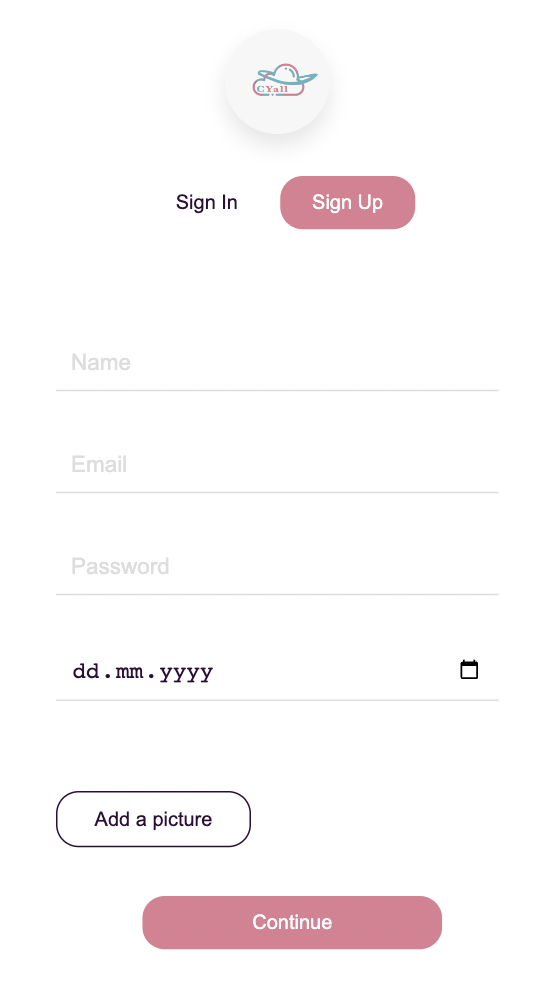 CYall
Sign In Sign Up
Name
Email
Password
dd.mm.yyyy
Add a picture
Continue